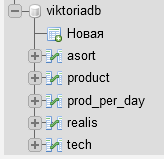 viktoriadb
Новая
asort
product
prod_per_day
realis
tech